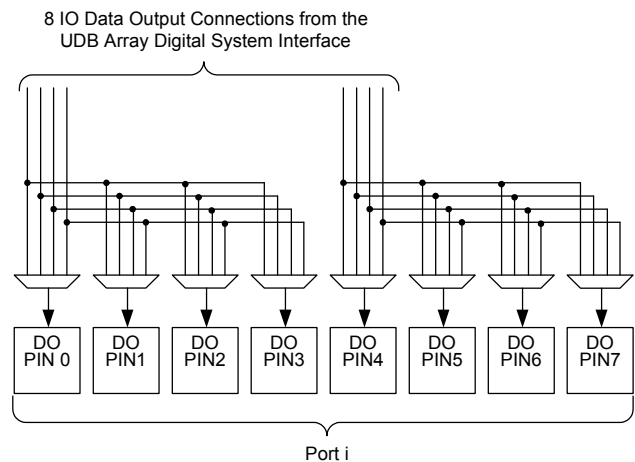 8 IO Data Output Connections from the
UDB Array Digital System Interface
DO
PIN 0
DO
PIN1
DO
PIN2
DO
PIN3
DO
PIN4
DO
PIN5
DO
PIN6
DO
PIN7
Port i